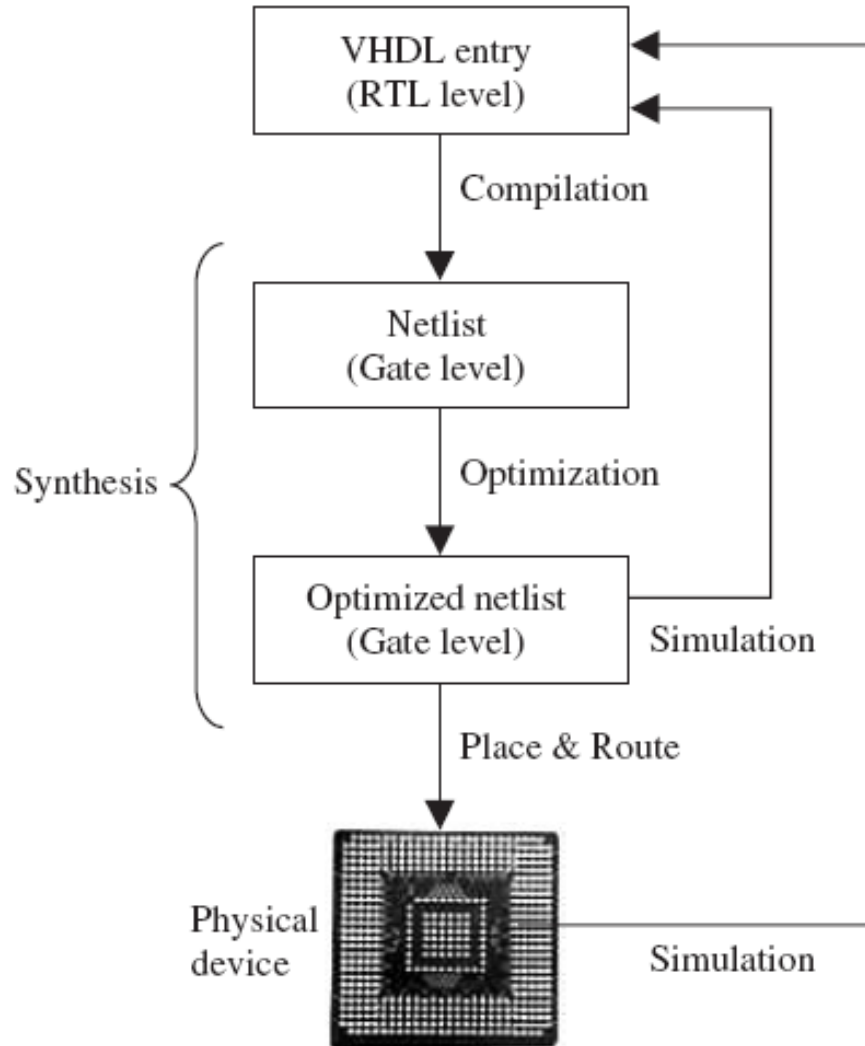 VHDL entry
(RTL level)
Compilation
Netlist
(Gate level)
Synthesis
Optimization
Optimized netlist
(Gate level)
Simulation
Place & Route
Physical
device
Simulation